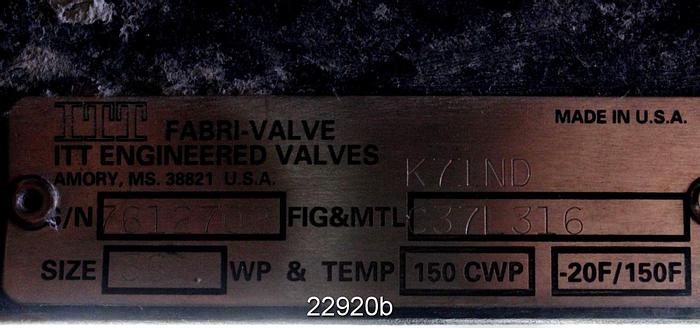 ITT FABRI-VALVE
MADE IN U.S.A.
ITT ENGINEERED VALVES
AMORY, MS. 38821 U.S.A.
K71ND
S/N FIG&MTL C37L316
SIZE WP & TEMP 150 CWP -20F/150F
22920b